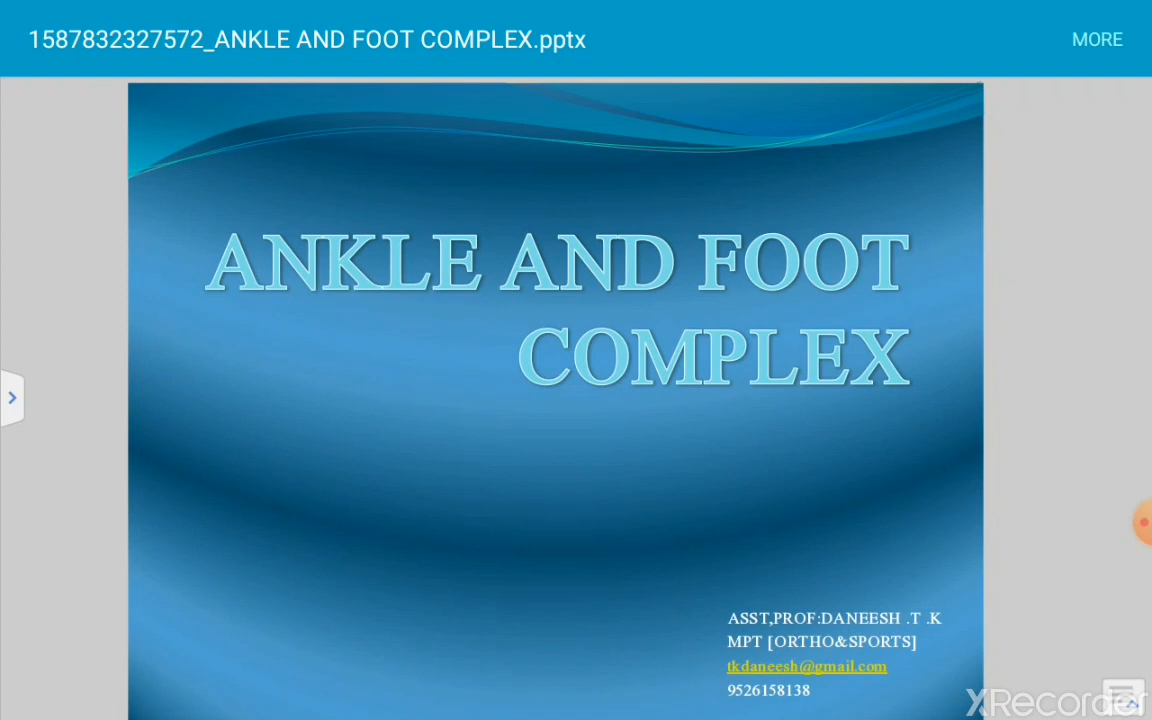 1587832327572_ANKLE AND FOOT COMPLEX.pptx
MORE
ANKLE AND FOOT
COMPLEX
ASST,PROF:DANEESH .T .K
MPT [ORTHO&SPORTS]
tkdaneesh@gmail.com
9526158138
XRecorder